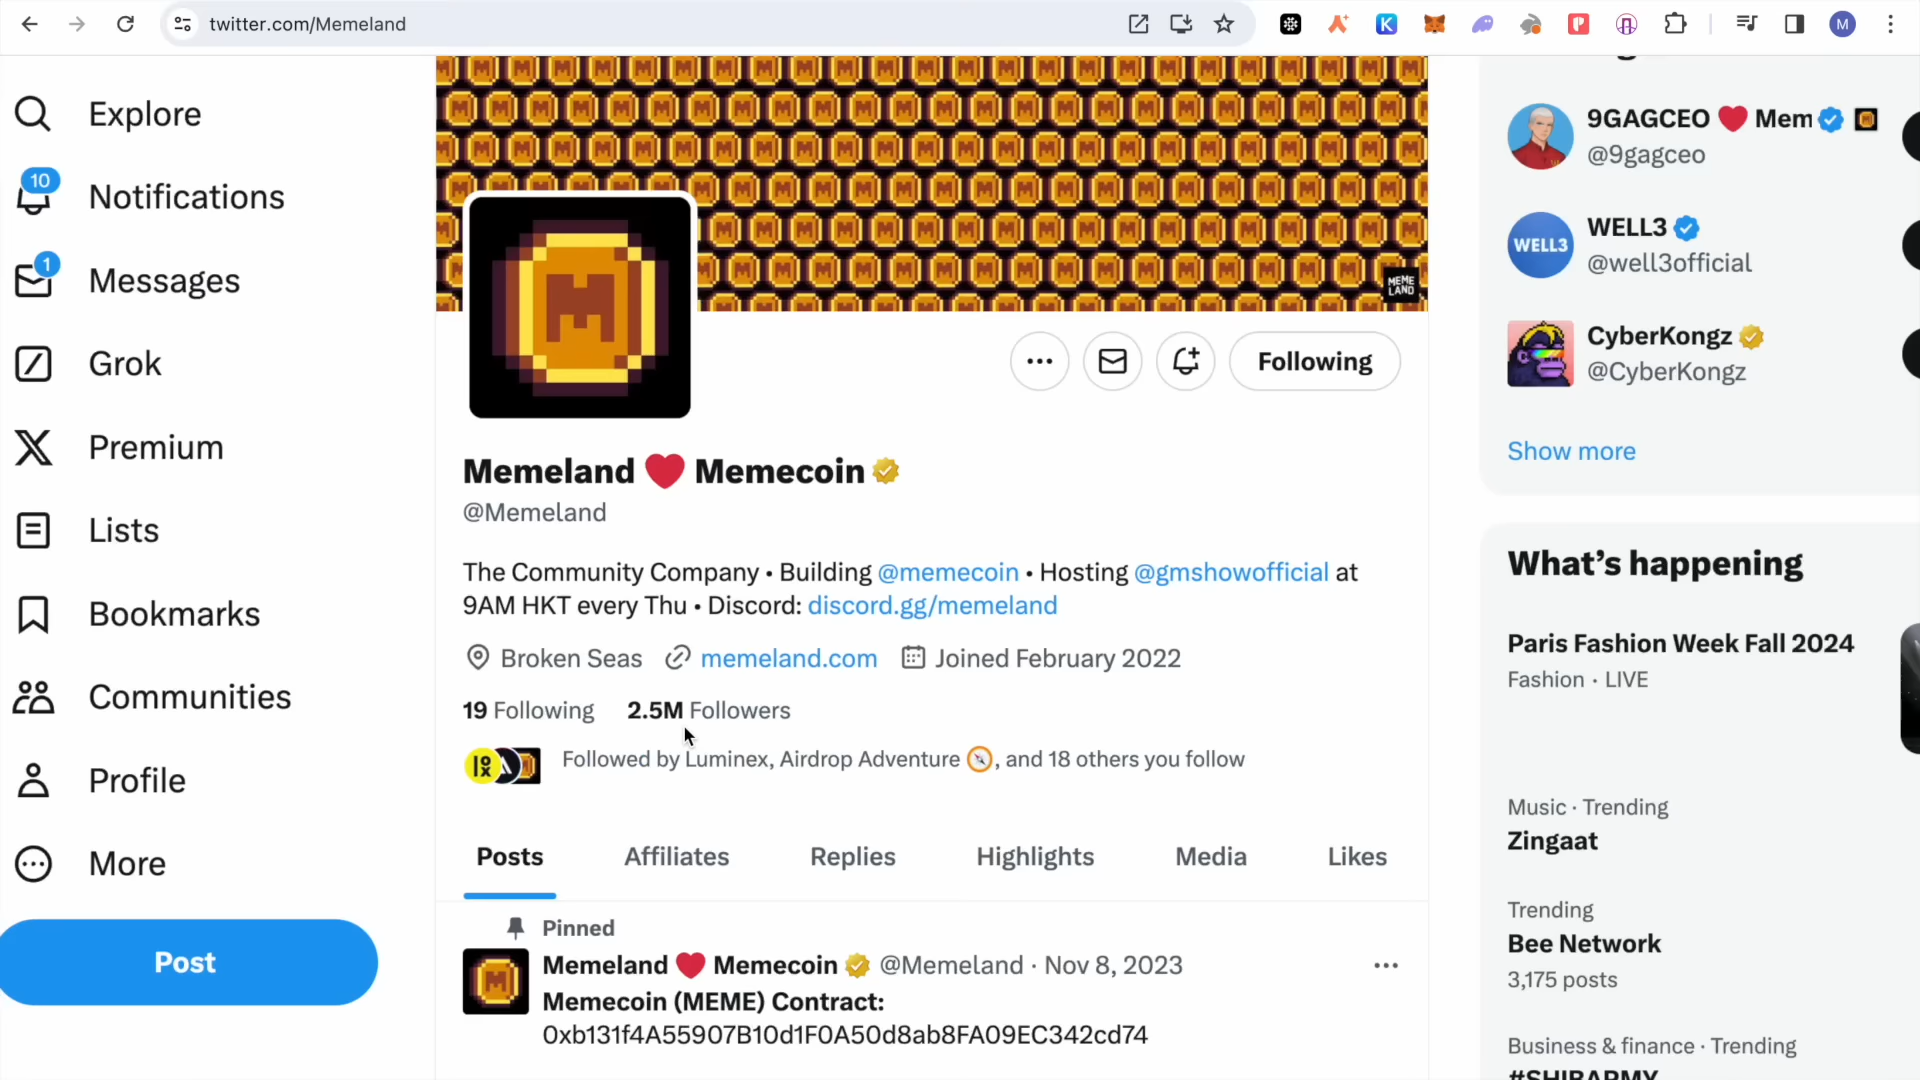 twitter.com/Memeland
M
Explore
10
Notifications
1
Messages
Grok
Premium
Lists
Bookmarks
Communities
Profile
More
Post
MEME
LAND
M
Following
Memeland ❤️ Memecoin
@Memeland
The Community Company • Building @memecoin • Hosting @gmshowofficial at
9AM HKT every Thu • Discord: discord.gg/memeland
Broken Seas memeland.com Joined February 2022
19 Following 2.5M Followers
Followed by Luminex, Airdrop Adventure 🧭, and 18 others you follow
Posts Affiliates Replies Highlights Media Likes
Pinned
Memeland ❤️ Memecoin @Memeland · Nov 8, 2023
Memecoin (MEME) Contract:
0xb131f4A55907B10d1F0A50d8ab8FA09EC342cd74
9GAGCEO ❤️ Mem
@9gagceo
WELL3
WELL3
@well3official
CyberKongz
@CyberKongz
Show more
What's happening
Paris Fashion Week Fall 2024
Fashion · LIVE
Music · Trending
Zingaat
Trending
Bee Network
3,175 posts
Business & finance · Trending
#SHIBARMY